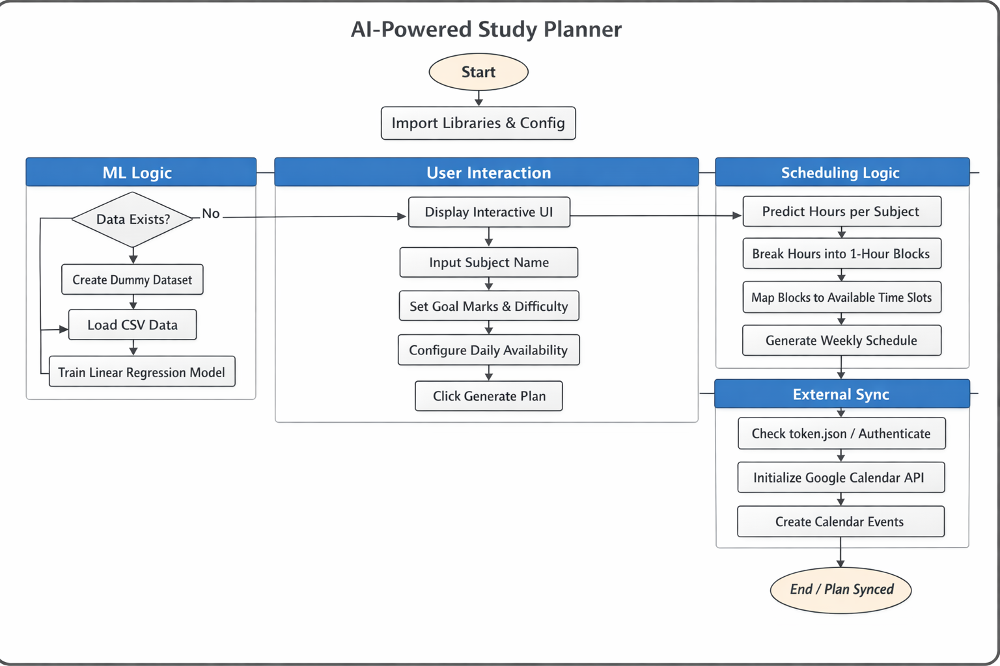 AI-Powered Study Planner
Start
Import Libraries & Config
ML Logic
Data Exists?
No
Create Dummy Dataset
Load CSV Data
Train Linear Regression Model
User Interaction
Display Interactive UI
Input Subject Name
Set Goal Marks & Difficulty
Configure Daily Availability
Click Generate Plan
Scheduling Logic
Predict Hours per Subject
Break Hours into 1-Hour Blocks
Map Blocks to Available Time Slots
Generate Weekly Schedule
External Sync
Check token.json / Authenticate
Initialize Google Calendar API
Create Calendar Events
End / Plan Synced